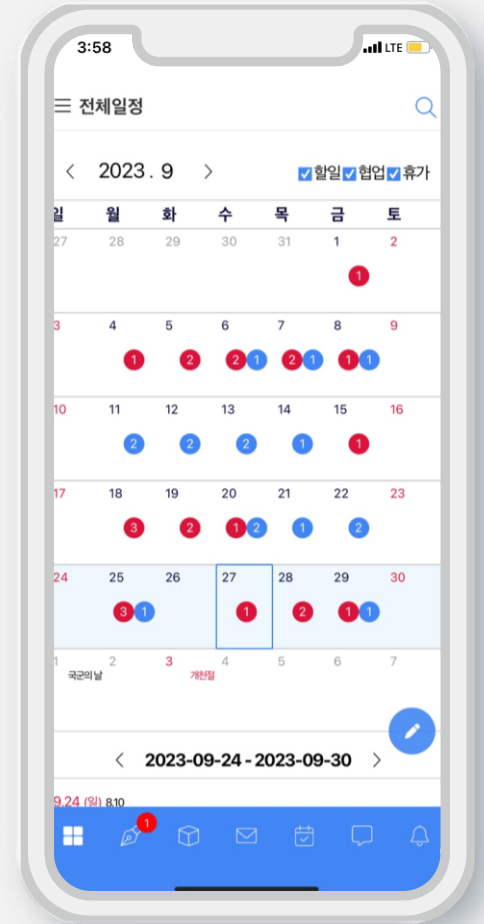 3:58 LTE
전체일정
2023 . 9 할일 협업 휴가
일 월 화 수 목 금 토
27 28 29 30 31 1 2
1
3 4 5 6 7 8 9
1 2 2 1 2 1 1 1
10 11 12 13 14 15 16
2 2 2 1 1
17 18 19 20 21 22 23
3 2 1 2 1 2
24 25 26 27 28 29 30
3 1 1 2 1 1
1 2 3 4 5 6 7
국군의날 개천절
2023-09-24 - 2023-09-30
9.24 (일) 8.10
1